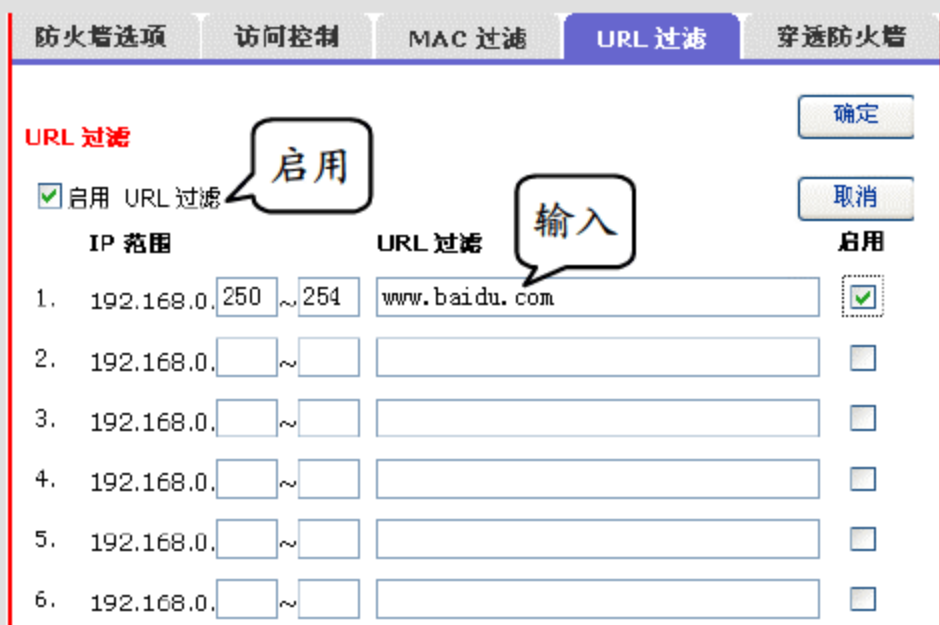 防火墙选项 访问控制 MAC 过滤 URL 过滤 穿透防火墙
确定
URL 过滤
启用
启用 URL 过滤
取消
输入
IP 范围 URL 过滤 启用
1. 192.168.0. 250 ~ 254 www.baidu.com
2. 192.168.0. ~
3. 192.168.0. ~
4. 192.168.0. ~
5. 192.168.0. ~
6. 192.168.0. ~